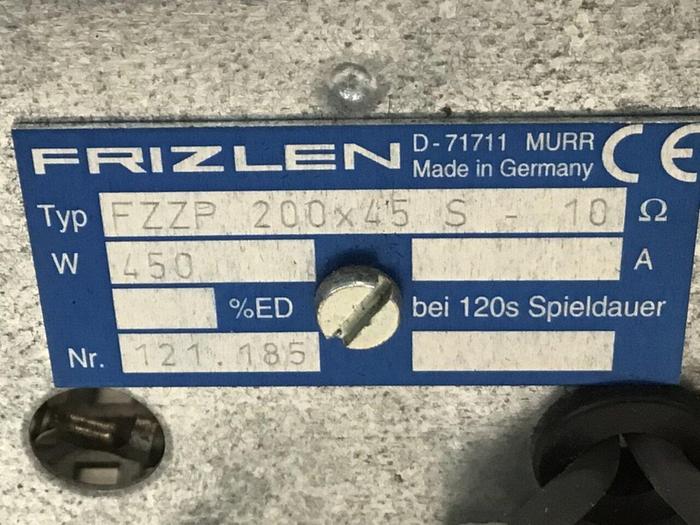 FRIZLEN D-71711 MURR CE
Made in Germany
Typ FZZP 200x45 S - 10 Ω
W 450 A
%ED bei 120s Spieldauer
Nr. 121.185